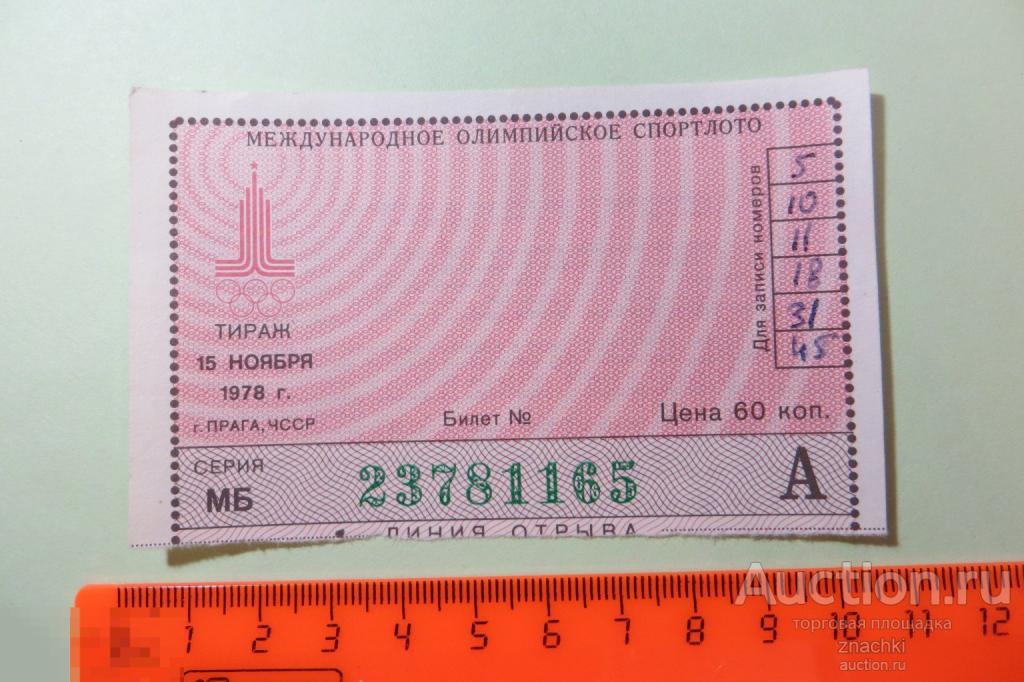 МЕЖДУНАРОДНОЕ ОЛИМПИЙСКОЕ СПОРТЛОТО
Для записи номеров
5
10
11
18
31
45
ТИРАЖ
15 НОЯБРЯ
1978 г.
г. ПРАГА, ЧССР
Билет №
Цена 60 коп.
СЕРИЯ
МБ
23781165
А
ЛИНИЯ ОТРЫВА
1 2 3 4 5 6 7 8 9 10 11 12
Auction.ru
торговая площадка
znachki
auction.ru